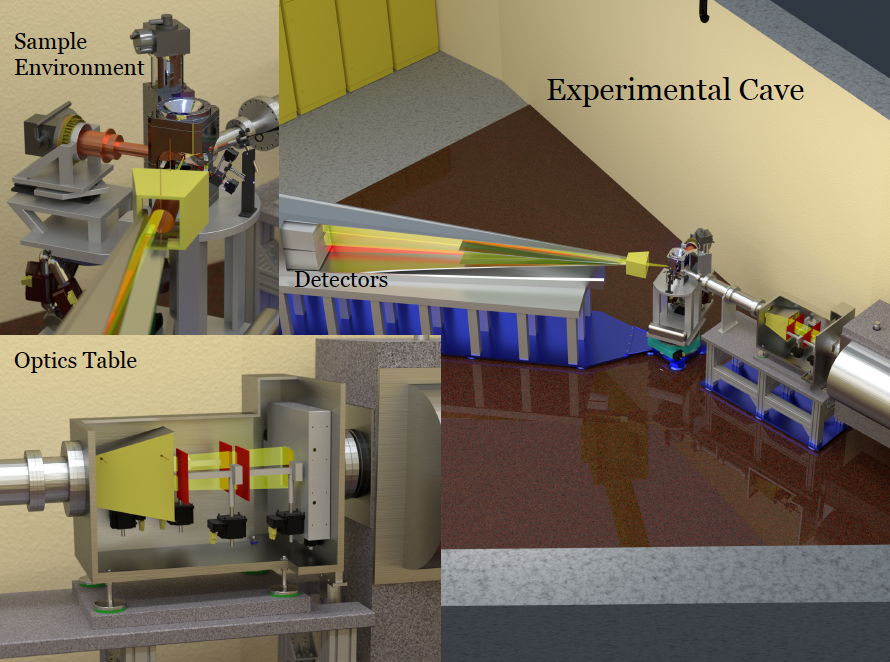 Sample
Environment
Experimental Cave
Detectors
Optics Table